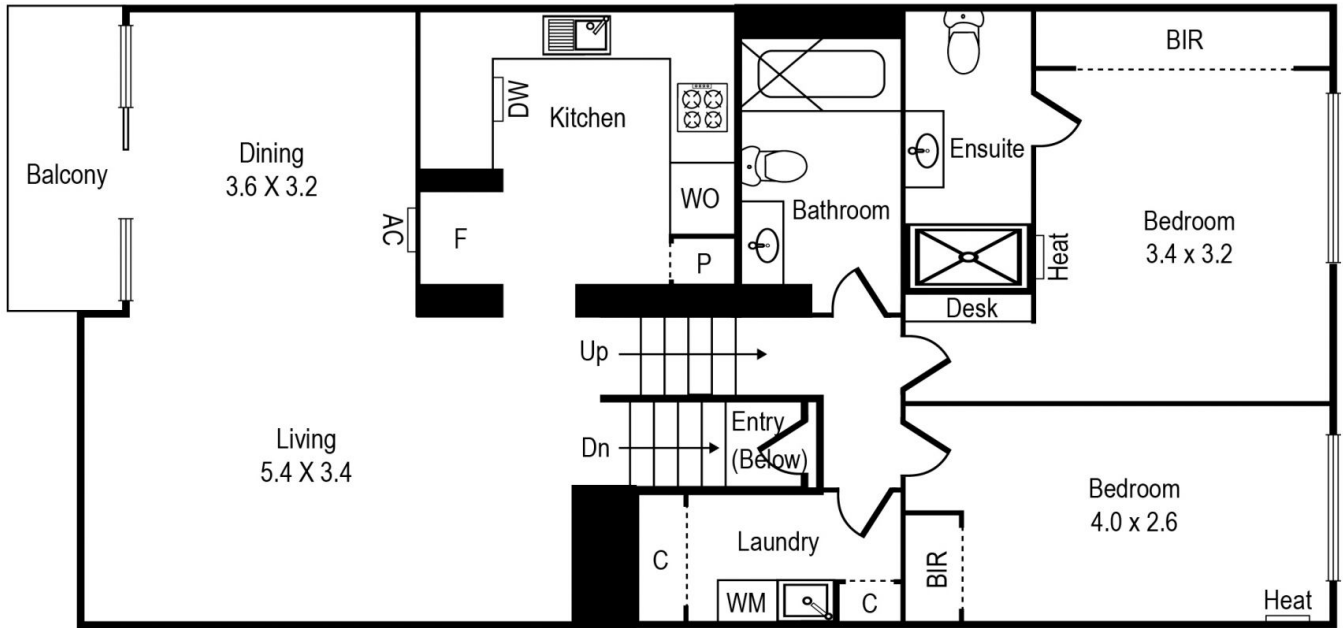 Balcony
Dining
3.6 X 3.2
AC
DW
Kitchen
F
WO
P
Bathroom
Ensuite
BIR
Bedroom
3.4 x 3.2
Heat
Desk
Up
Living
5.4 X 3.4
Dn
Entry
(Below)
Bedroom
4.0 x 2.6
C
Laundry
WM
C
BIR
Heat